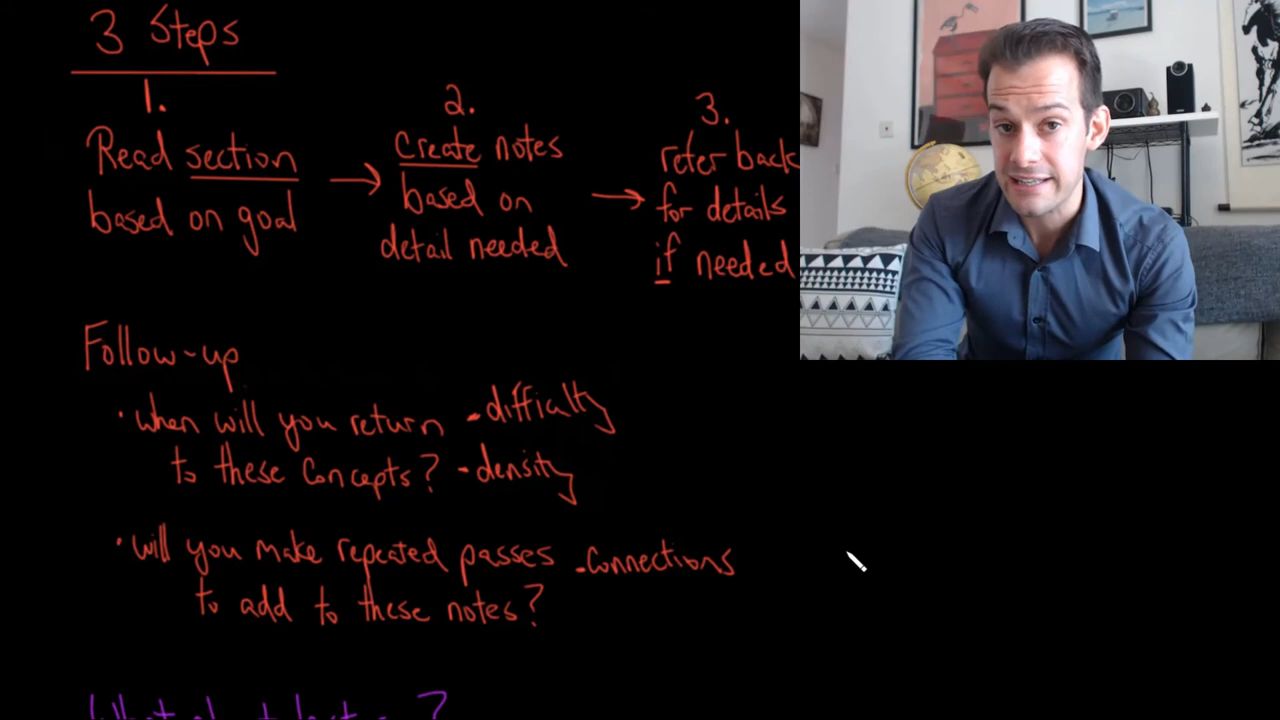 3 Steps
1.
Read section
based on goal
2.
Create notes
based on
detail needed
3.
refer back
for details
if needed
Follow-up
• When will you return - difficulty
to these concepts? - density
• Will you make repeated passes - connections
to add to these notes?
What about